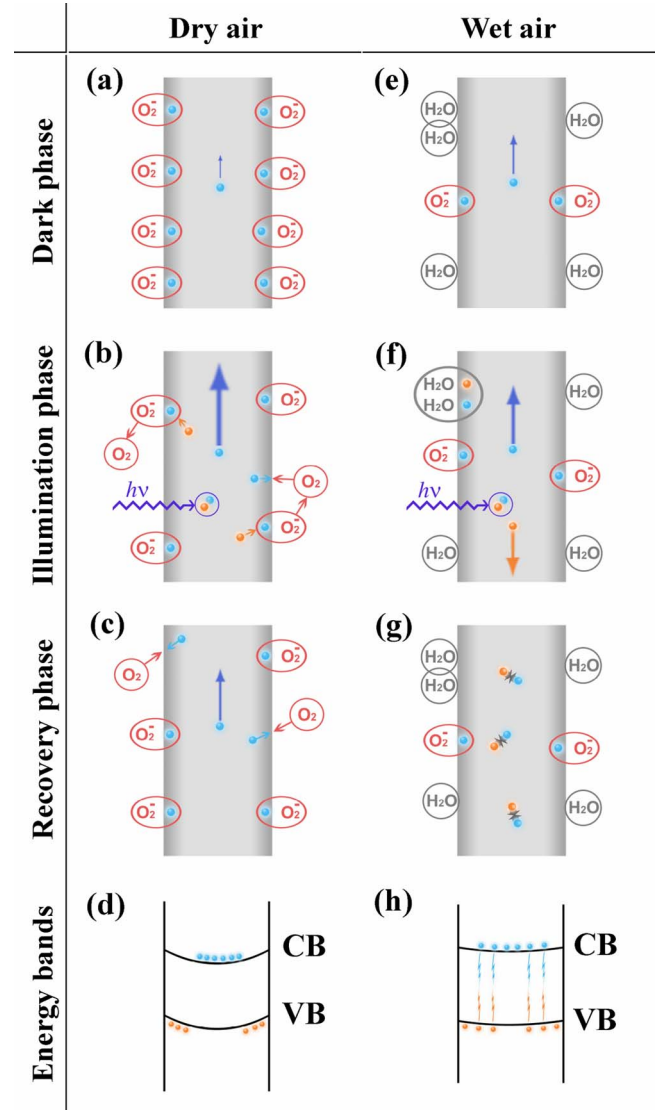 Dry air
Wet air
Dark phase
(a)
O₂⁻ O₂⁻
O₂⁻ O₂⁻
O₂⁻ O₂⁻
O₂⁻ O₂⁻
(e)
H₂O H₂O
H₂O
O₂⁻ O₂⁻
H₂O H₂O
Illumination phase
(b)
O₂⁻ O₂⁻
O₂
O₂
hν
O₂⁻
O₂⁻
(f)
H₂O H₂O
H₂O
O₂⁻
O₂⁻
hν
H₂O H₂O
Recovery phase
(c)
O₂⁻
O₂
O₂
O₂⁻
O₂⁻ O₂⁻
(g)
H₂O H₂O
H₂O
O₂⁻ O₂⁻
H₂O H₂O
Energy bands
(d)
CB
VB
(h)
CB
VB